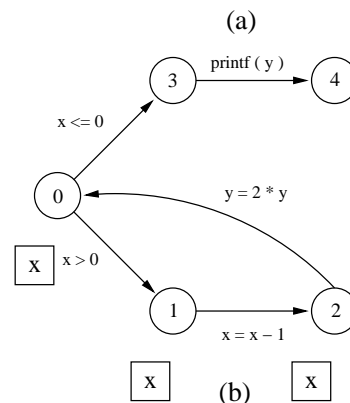 (a)
printf ( y )
3
4
x <= 0
y = 2 * y
0
x
x > 0
1
2
x = x – 1
x
x
(b)